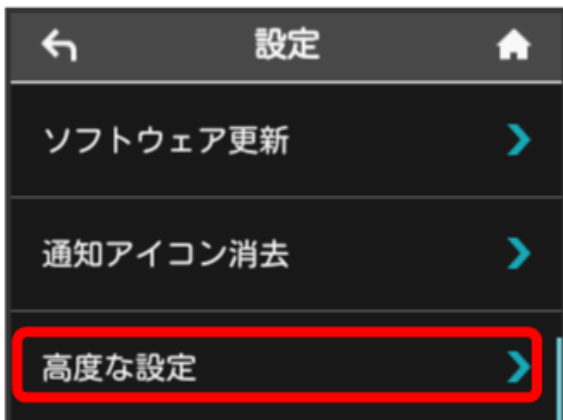 設定
ソフトウェア更新
通知アイコン消去
高度な設定